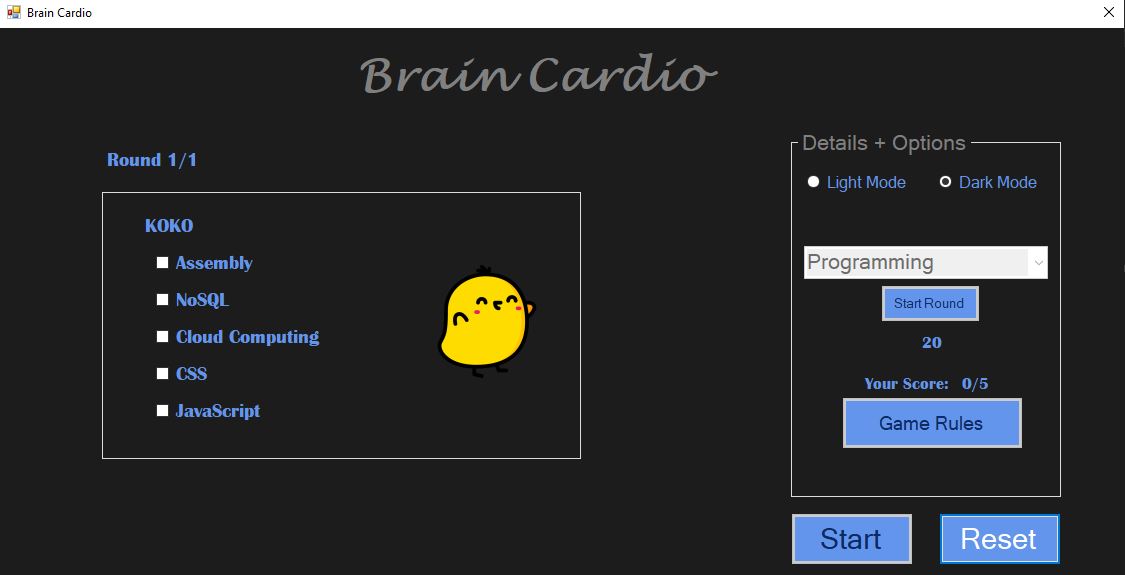 Brain Cardio
Brain Cardio
Round 1/1
KOKO
Assembly
NoSQL
Cloud Computing
CSS
JavaScript
Details + Options
Light Mode
Dark Mode
Programming
Start Round
20
Your Score: 0/5
Game Rules
Start
Reset